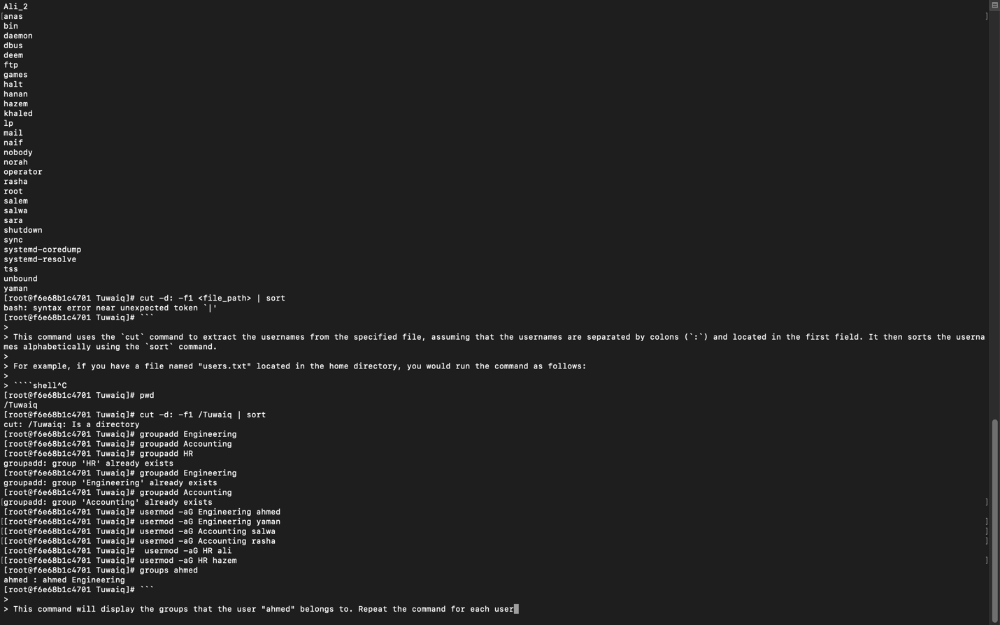 Ali_2
[anas ]
bin
daemon
dbus
deem
ftp
games
halt
hanan
hazem
khaled
lp
mail
naif
nobody
norah
operator
rasha
root
salem
salwa
sara
shutdown
sync
systemd-coredump
systemd-resolve
tss
unbound
yaman
[root@f6e68b1c4701 Tuwaiq]# cut -d: -f1 <file_path> | sort
bash: syntax error near unexpected token `|'
[root@f6e68b1c4701 Tuwaiq]# ```
>
> This command uses the `cut` command to extract the usernames from the specified file, assuming that the usernames are separated by colons (`:`) and located in the first field. It then sorts the userna
mes alphabetically using the `sort` command.
>
> For example, if you have a file named "users.txt" located in the home directory, you would run the command as follows:
>
> ````shell^C
[root@f6e68b1c4701 Tuwaiq]# pwd
/Tuwaiq
[root@f6e68b1c4701 Tuwaiq]# cut -d: -f1 /Tuwaiq | sort
cut: /Tuwaiq: Is a directory
[root@f6e68b1c4701 Tuwaiq]# groupadd Engineering
[root@f6e68b1c4701 Tuwaiq]# groupadd Accounting
[root@f6e68b1c4701 Tuwaiq]# groupadd HR
groupadd: group 'HR' already exists
[root@f6e68b1c4701 Tuwaiq]# groupadd Engineering
groupadd: group 'Engineering' already exists
[root@f6e68b1c4701 Tuwaiq]# groupadd Accounting
[groupadd: group 'Accounting' already exists ]
[root@f6e68b1c4701 Tuwaiq]# usermod -aG Engineering ahmed
[[root@f6e68b1c4701 Tuwaiq]# usermod -aG Engineering yaman ]
[[root@f6e68b1c4701 Tuwaiq]# usermod -aG Accounting salwa ]
[[root@f6e68b1c4701 Tuwaiq]# usermod -aG Accounting rasha ]
[root@f6e68b1c4701 Tuwaiq]#  usermod -aG HR ali
[[root@f6e68b1c4701 Tuwaiq]# usermod -aG HR hazem ]
[root@f6e68b1c4701 Tuwaiq]# groups ahmed
ahmed : ahmed Engineering
[root@f6e68b1c4701 Tuwaiq]# ```
>
> This command will display the groups that the user "ahmed" belongs to. Repeat the command for each user